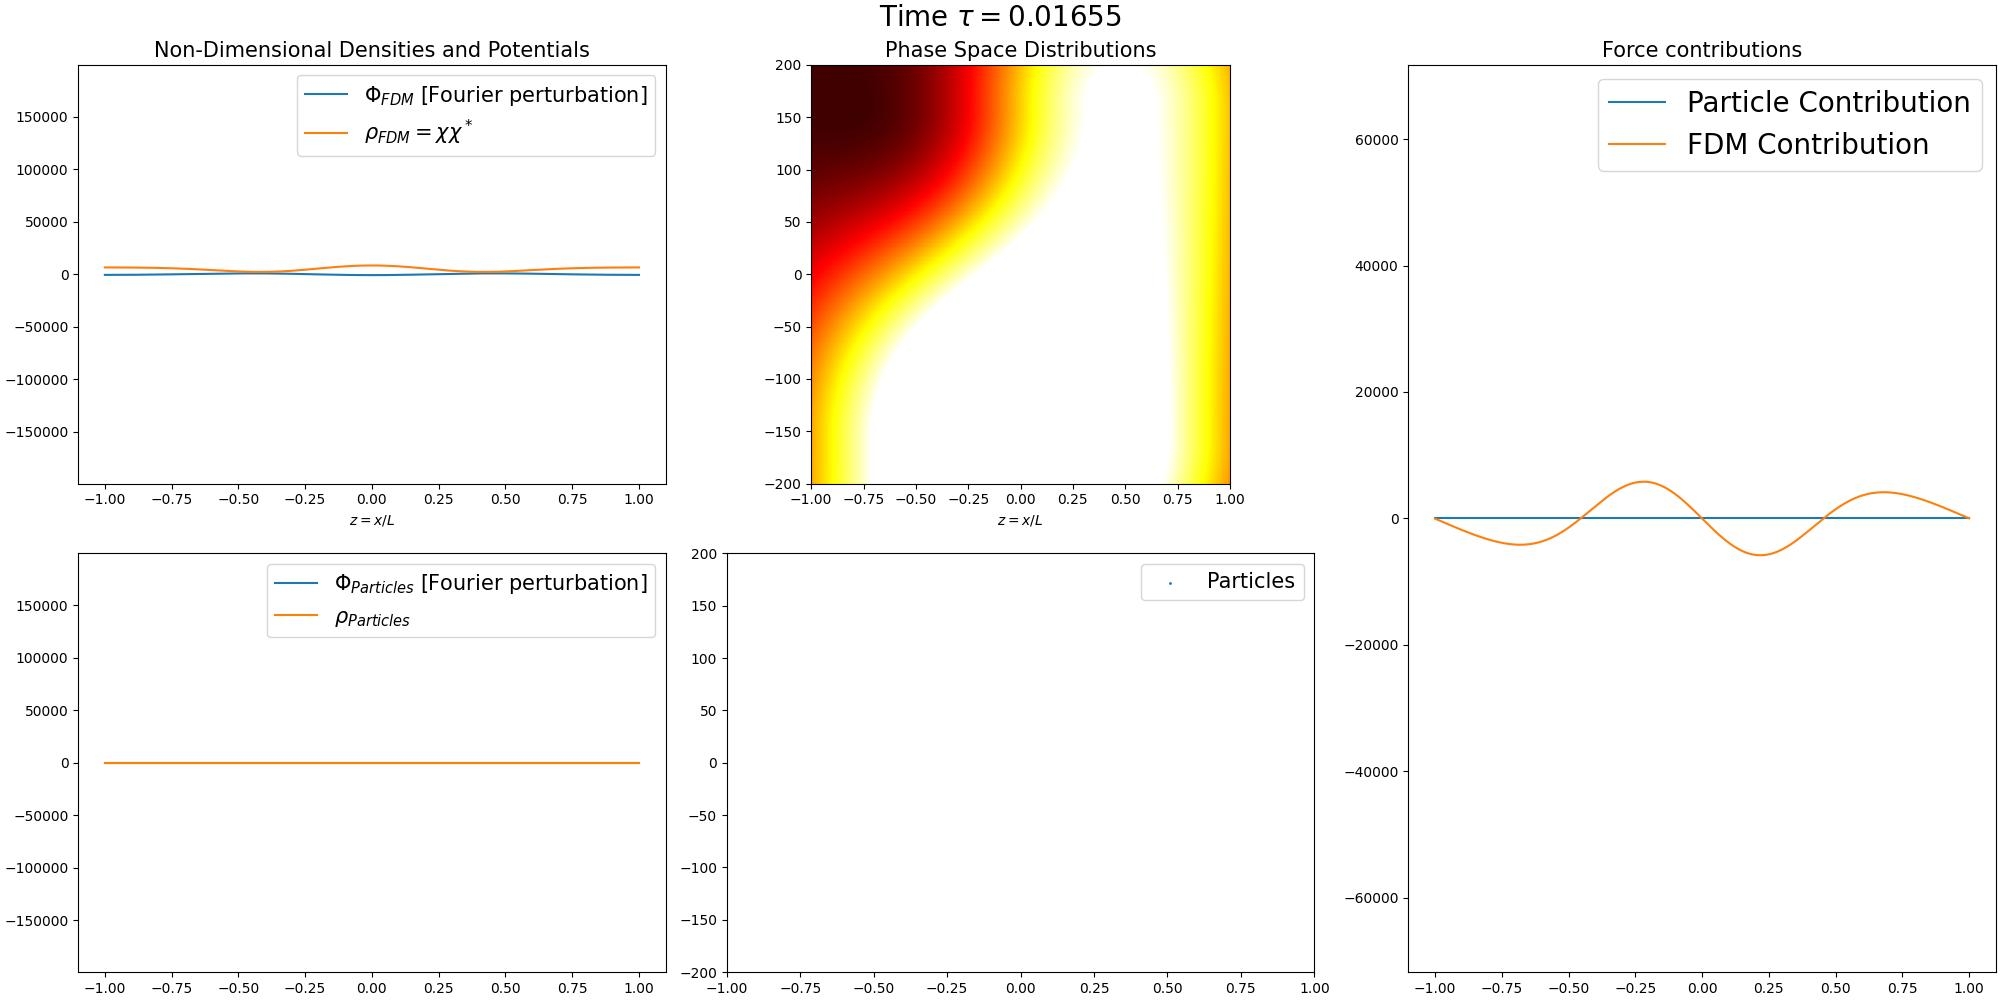 Time τ = 0.01655
Non-Dimensional Densities and Potentials
Φ_FDM [Fourier perturbation]
ρ_FDM = χχ*
150000
100000
50000
0
−50000
−100000
−150000
−1.00 −0.75 −0.50 −0.25 0.00 0.25 0.50 0.75 1.00
z = x/L
Phase Space Distributions
200
150
100
50
0
−50
−100
−150
−200
−1.00 −0.75 −0.50 −0.25 0.00 0.25 0.50 0.75 1.00
z = x/L
Force contributions
Particle Contribution
FDM Contribution
60000
40000
20000
0
−20000
−40000
−60000
−1.00 −0.75 −0.50 −0.25 0.00 0.25 0.50 0.75 1.00
Φ_Particles [Fourier perturbation]
ρ_Particles
150000
100000
50000
0
−50000
−100000
−150000
−1.00 −0.75 −0.50 −0.25 0.00 0.25 0.50 0.75 1.00
Particles
200
150
100
50
0
−50
−100
−150
−200
−1.00 −0.75 −0.50 −0.25 0.00 0.25 0.50 0.75 1.00